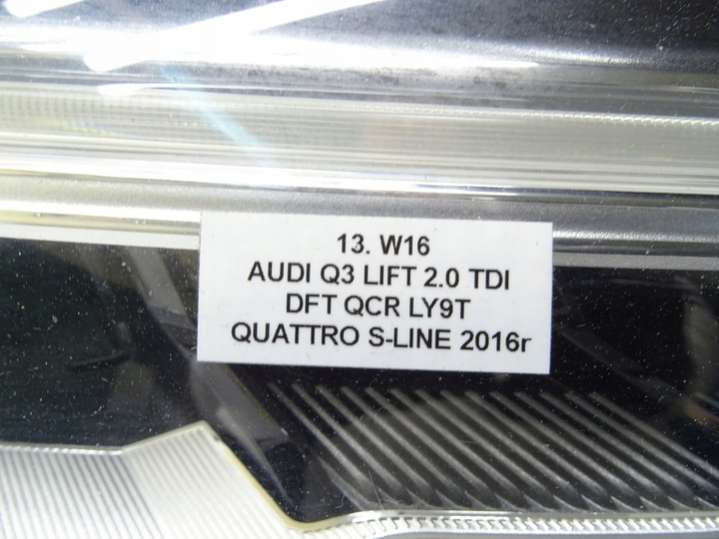 13. W16
AUDI Q3 LIFT 2.0 TDI
DFT QCR LY9T
QUATTRO S-LINE 2016r